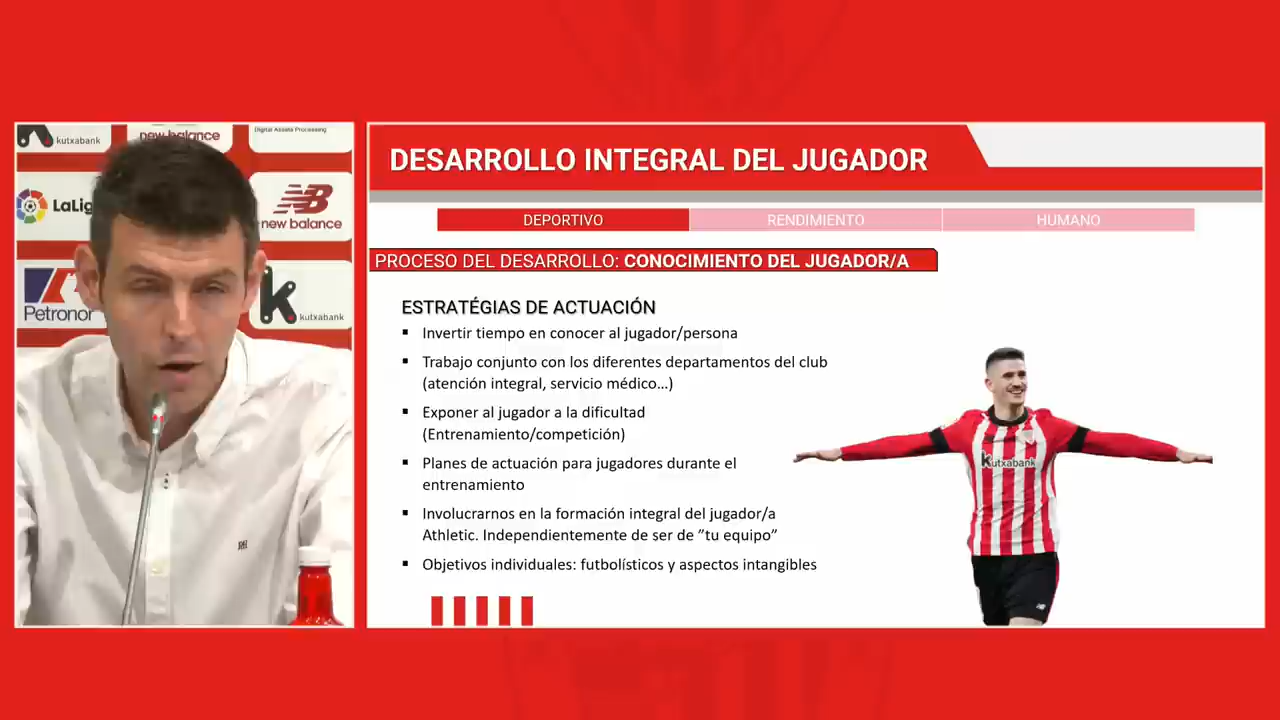 kutxabank
new balance
Digital Assets Processing
LaLig
new balance
Petronor
kutxabank
DESARROLLO INTEGRAL DEL JUGADOR
DEPORTIVO
RENDIMIENTO
HUMANO
PROCESO DEL DESARROLLO: CONOCIMIENTO DEL JUGADOR/A
ESTRATÉGIAS DE ACTUACIÓN
▪ Invertir tiempo en conocer al jugador/persona
▪ Trabajo conjunto con los diferentes departamentos del club
(atención integral, servicio médico...)
▪ Exponer al jugador a la dificultad
(Entrenamiento/competición)
▪ Planes de actuación para jugadores durante el
entrenamiento
▪ Involucrarnos en la formación integral del jugador/a
Athletic. Independientemente de ser de ”tu equipo”
▪ Objetivos individuales: futbolísticos y aspectos intangibles
Kutxabank